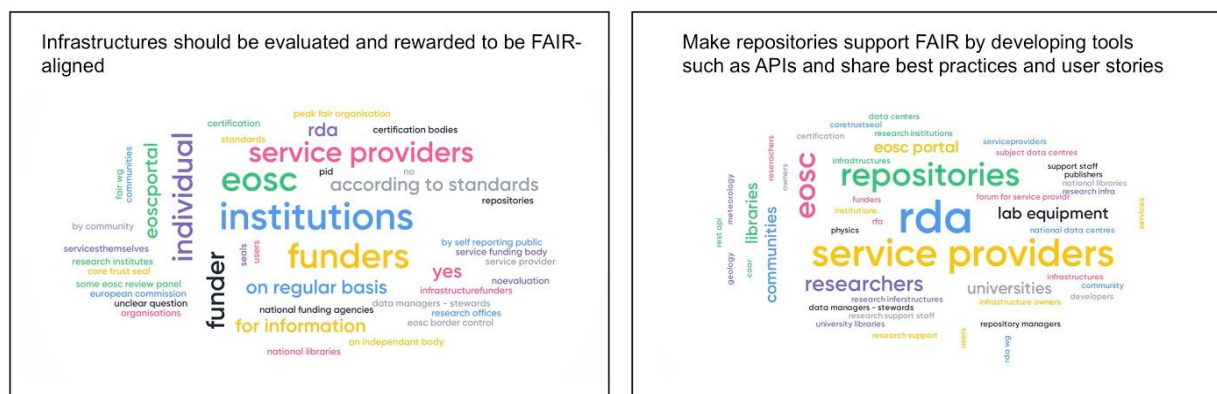 Infrastructures should be evaluated and rewarded to be FAIR-
aligned
peak fair organisation
certification
rda
certification bodies
standards
service providers
fair wg
communities
eoscportal
individual
eosc
pid
no
according to standards
repositories
institutions
by community
servicesthemselves
research institutes
core trust seal
some eosc review panel
european commission
unclear question
organisations
funder
seals
users
funders
by self reporting public
service funding body
service provider
yes
noevaluation
infrastructurefunders
on regular basis
data managers - stewards
national funding agencies
research offices
eosc border control
for information
an independant body
national libraries
Make repositories support FAIR by developing tools
such as APIs and share best practices and user stories
data centers
coretrustseal
certification
research institutions
serviceproviders
eosc portal
subject data centres
reserachers
owners
eosc
infradtructures
repositories
support staff
publishers
national libraries
research infra
meteorology
rest api
libraries
communities
funders
forum for service providr
institutions
rda
rfa
physics
lab equipment
national data centres
services
geology
coar
service providers
researchers
infrastructures
universities
community
developers
research inferstructures
infrastructure owners
data managers - stewards
research support staff
university libraries
repository managers
research support
users
rda wg